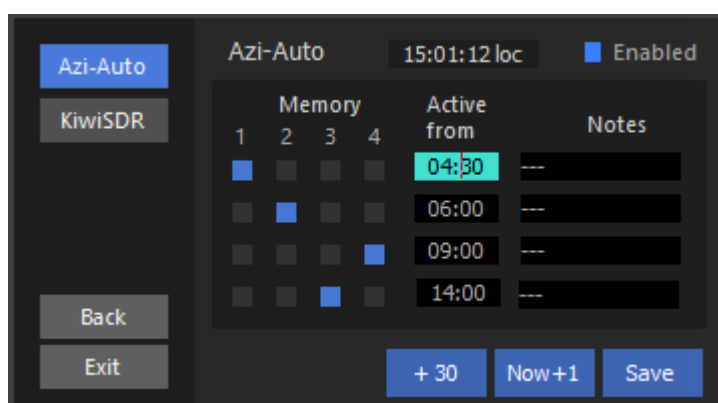 Azi-Auto
KiwiSDR
Back
Exit
Azi-Auto 15:01:12 loc Enabled
Memory Active from Notes
1 2 3 4
04:30 ---
06:00 ---
09:00 ---
14:00 ---
+ 30 Now+1 Save